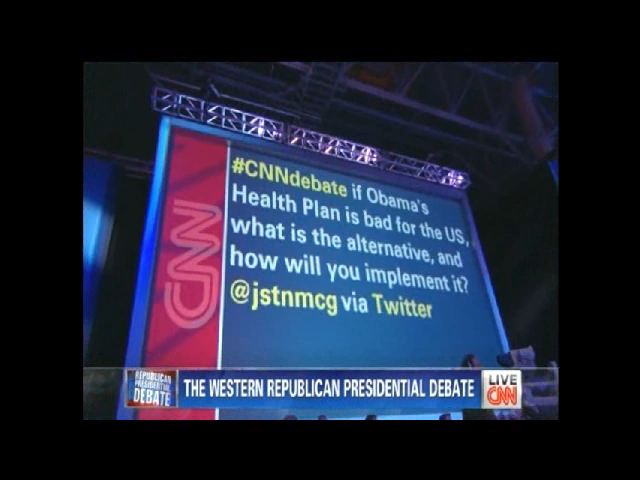 CNN
#CNNdebate if Obama's
Health Plan is bad for the US,
what is the alternative, and
how will you implement it?
@jstnmcg via Twitter
REPUBLICAN
PRESIDENTIAL
DEBATE
THE WESTERN REPUBLICAN PRESIDENTIAL DEBATE
LIVE
CNN